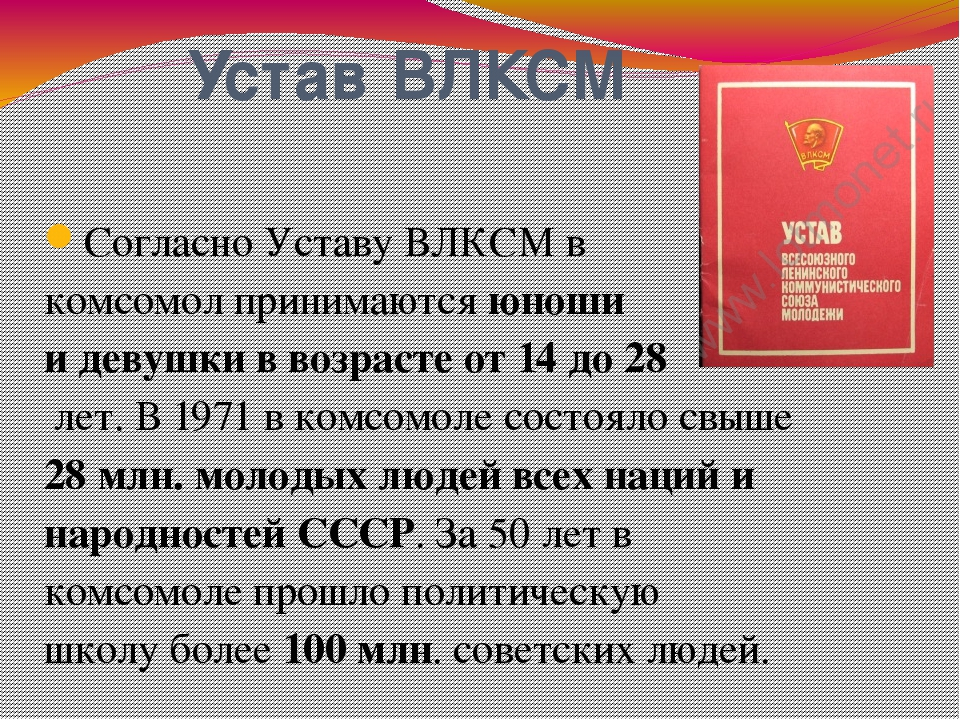 Устав ВЛКСМ
ВЛКСМ
УСТАВ
ВСЕСОЮЗНОГО
ЛЕНИНСКОГО
КОММУНИСТИЧЕСКОГО
СОЮЗА
МОЛОДЕЖИ
Согласно Уставу ВЛКСМ в
комсомол принимаются юноши
и девушки в возрасте от 14 до 28
лет. В 1971 в комсомоле состояло свыше
28 млн. молодых людей всех наций и
народностей СССР. За 50 лет в
комсомоле прошло политическую
школу более 100 млн. советских людей.